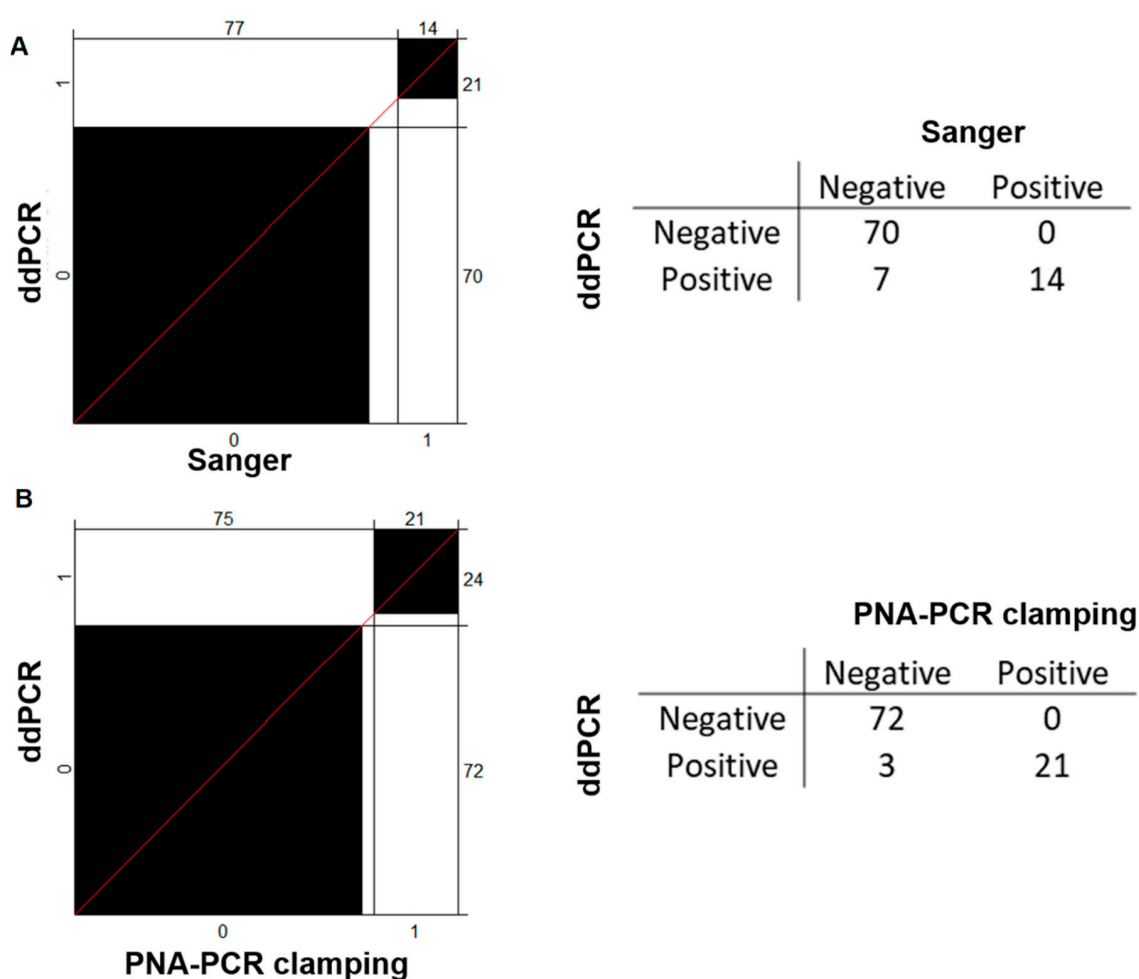 A
77 14
1
21
ddPCR
0
70
0 1
Sanger
Sanger
Negative Positive
ddPCR
Negative 70 0
Positive 7 14
B
75 21
1
24
ddPCR
0
72
0 1
PNA-PCR clamping
PNA-PCR clamping
Negative Positive
ddPCR
Negative 72 0
Positive 3 21